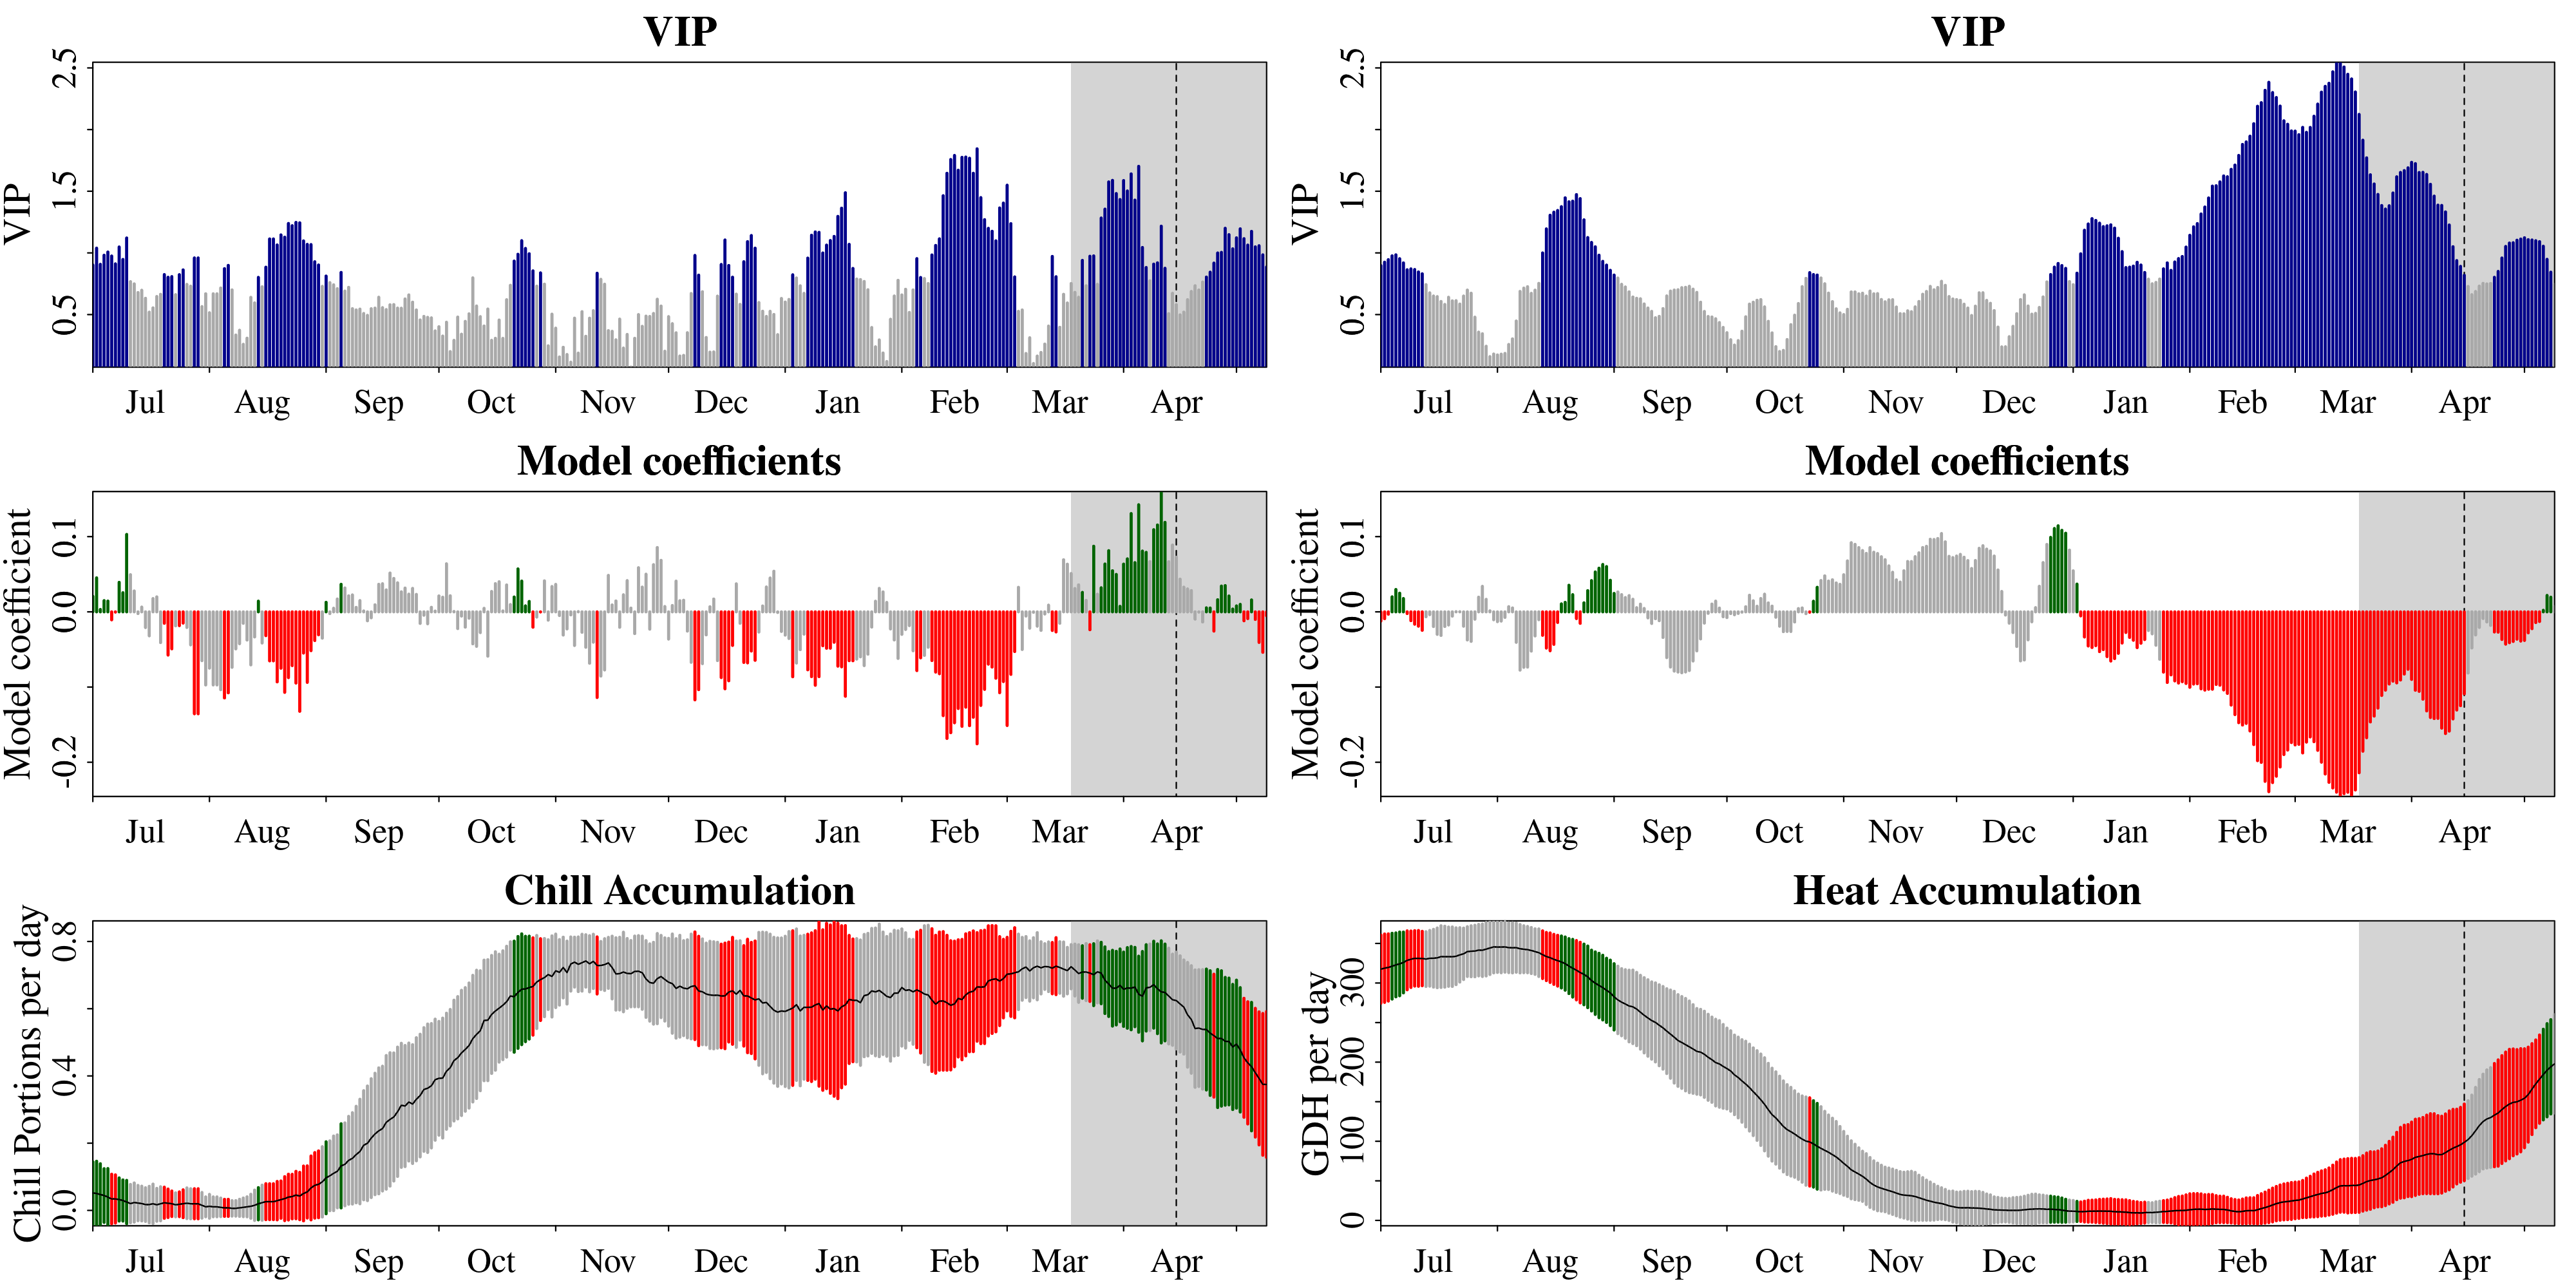 VIP
VIP
2.5
1.5
0.5
Jul Aug Sep Oct Nov Dec Jan Feb Mar Apr
VIP
VIP
2.5
1.5
0.5
Jul Aug Sep Oct Nov Dec Jan Feb Mar Apr
Model coefficients
Model coefficient
0.1
0.0
-0.2
Jul Aug Sep Oct Nov Dec Jan Feb Mar Apr
Model coefficients
Model coefficient
0.1
0.0
-0.2
Jul Aug Sep Oct Nov Dec Jan Feb Mar Apr
Chill Accumulation
Chill Portions per day
0.8
0.4
0.0
Jul Aug Sep Oct Nov Dec Jan Feb Mar Apr
Heat Accumulation
GDH per day
300
200
100
0
Jul Aug Sep Oct Nov Dec Jan Feb Mar Apr